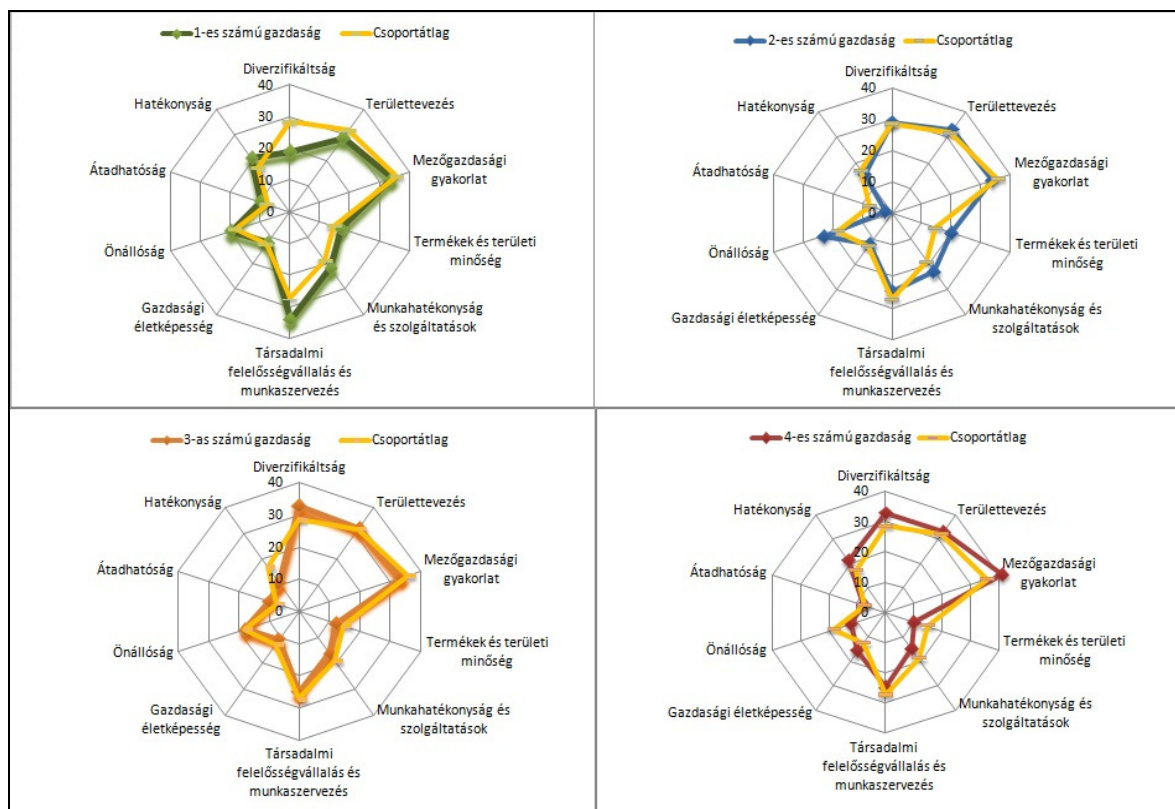 1-es számú gazdaság Csoportátlag
Diverzifikáltság
40
30
20
10
0
Hatékonyság
Területtevezés
Átadhatóság
Mezőgazdasági
gyakorlat
Önállóság
Termékek és területi
minőség
Gazdasági
életképesség
Munkahatékonyság
és szolgáltatások
Társadalmi
felelősségvállalás és
munkaszervezés
2-es számú gazdaság Csoportátlag
Diverzifikáltság
40
30
20
10
0
Hatékonyság
Területtevezés
Átadhatóság
Mezőgazdasági
gyakorlat
Önállóság
Termékek és területi
minőség
Gazdasági életképesség
Munkahatékonyság és
szolgáltatások
Társadalmi
felelősségvállalás és
munkaszervezés
3-as számú gazdaság Csoportátlag
Diverzifikáltság
40
30
20
10
0
Hatékonyság
Területtevezés
Átadhatóság
Mezőgazdasági
gyakorlat
Önállóság
Termékek és területi
minőség
Gazdasági
életképesség
Munkahatékonyság és
szolgáltatások
Társadalmi
felelősségvállalás és
munkaszervezés
4-es számú gazdaság Csoportátlag
Diverzifikáltság
40
30
20
10
0
Hatékonyság
Területtevezés
Átadhatóság
Mezőgazdasági
gyakorlat
Önállóság
Termékek és területi
minőség
Gazdasági életképesség
Munkahatékonyság és
szolgáltatások
Társadalmi
felelősségvállalás és
munkaszervezés